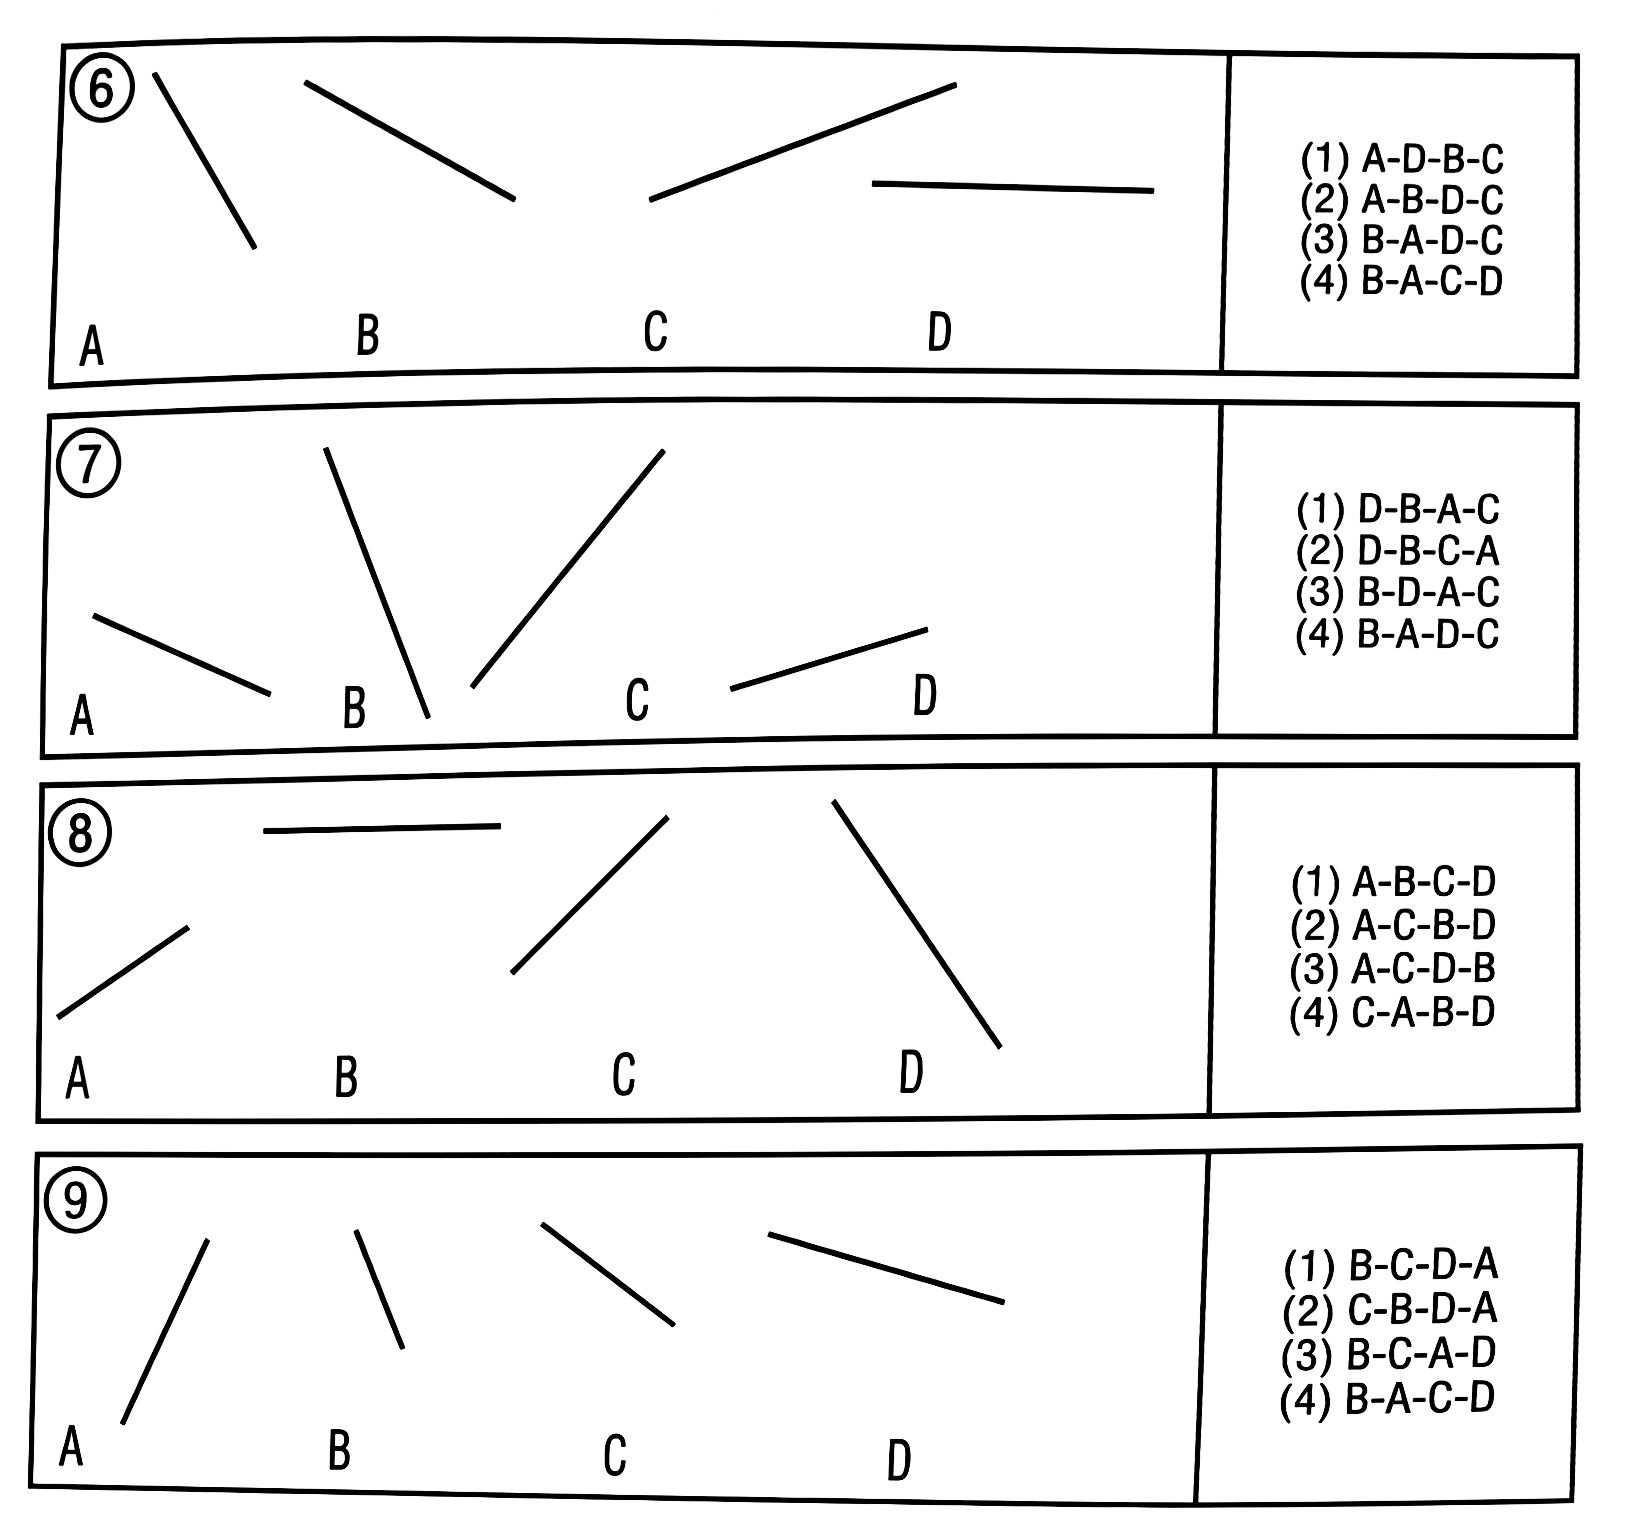 6
(1) A-D-B-C
(2) A-B-D-C
(3) B-A-D-C
(4) B-A-C-D
A B C D
7
(1) D-B-A-C
(2) D-B-C-A
(3) B-D-A-C
(4) B-A-D-C
A B C D
8
(1) A-B-C-D
(2) A-C-B-D
(3) A-C-D-B
(4) C-A-B-D
A B C D
9
(1) B-C-D-A
(2) C-B-D-A
(3) B-C-A-D
(4) B-A-C-D
A B C D